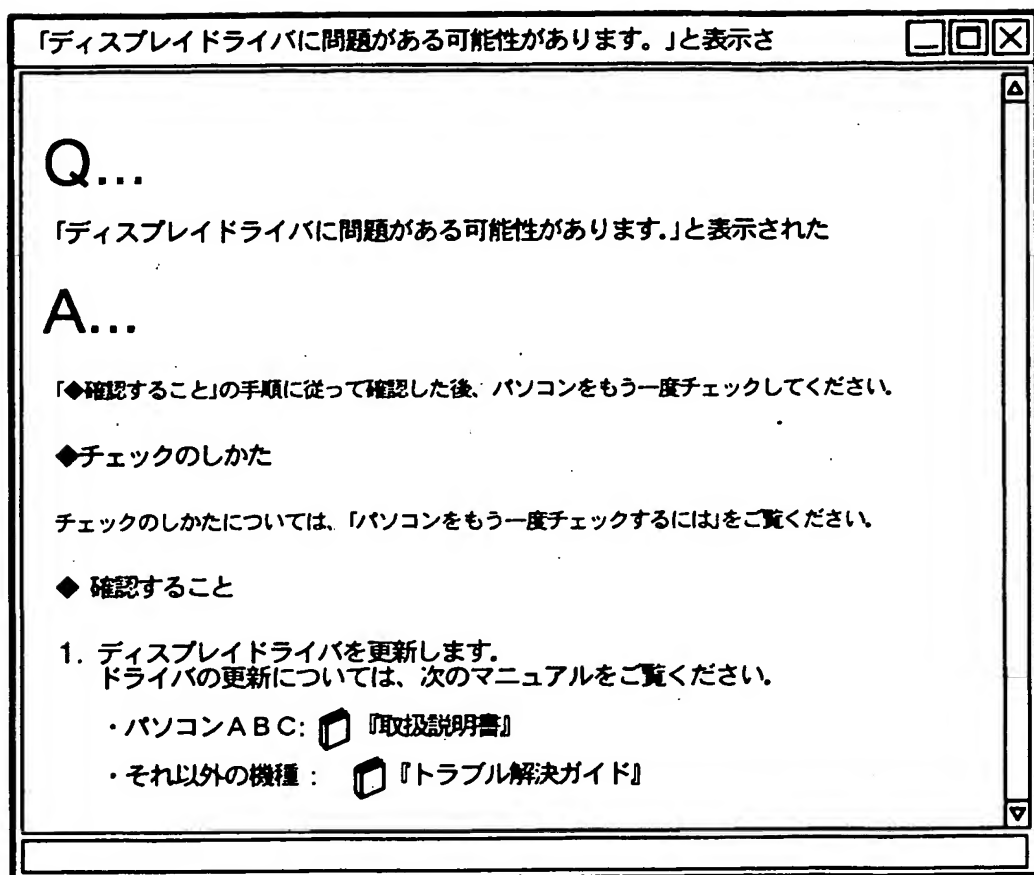 「ディスプレイドライバに問題がある可能性があります。」と表示さ
Q...
「ディスプレイドライバに問題がある可能性があります。」と表示された
A...
「◆確認すること」の手順に従って確認した後、パソコンをもう一度チェックしてください。
◆チェックのしかた
チェックのしかたについては、「パソコンをもう一度チェックするには」をご覧ください。
◆ 確認すること
1. ディスプレイドライバを更新します。
ドライバの更新については、次のマニュアルをご覧ください。
・パソコンABC: 『取扱説明書』
・それ以外の機種 : 『トラブル解決ガイド』